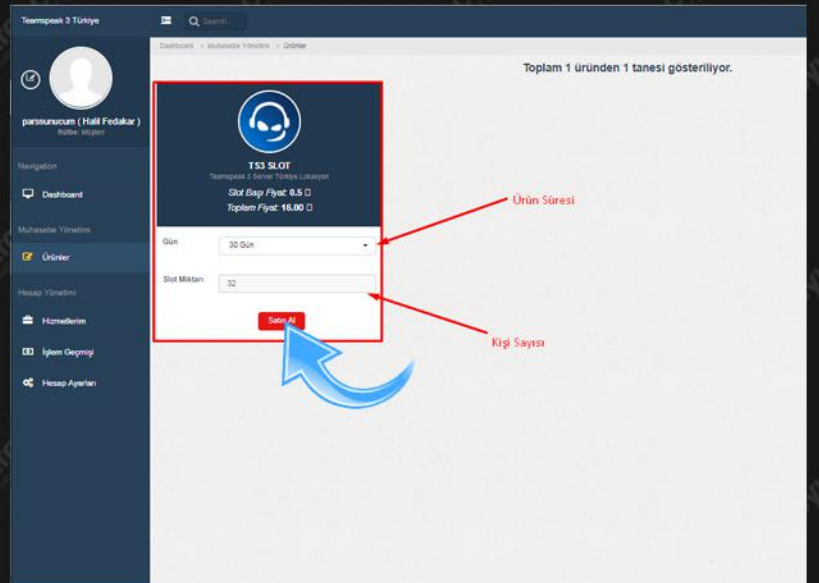 Teamspeak 3 Türkiye
Search..
Dashboard > Muhasebe Yönetimi > Ürünler
Toplam 1 üründen 1 tanesi gösteriliyor.
parssunucum ( Halil Fedakar )
Rütbe: Müşteri
TS3 SLOT
Teamspeak 3 Server Türkiye Lokasyon
Slot Başı Fiyat: 0.5
Toplam Fiyat: 16.00
Navigation
Dashboard
Muhasebe Yönetimi
Ürünler
Hesap Yönetimi
Hizmetlerim
İşlem Geçmişi
Hesap Ayarları
Gün
30 Gün
Slot Miktarı
32
Satın Al
Ürün Süresi
Kişi Sayısı